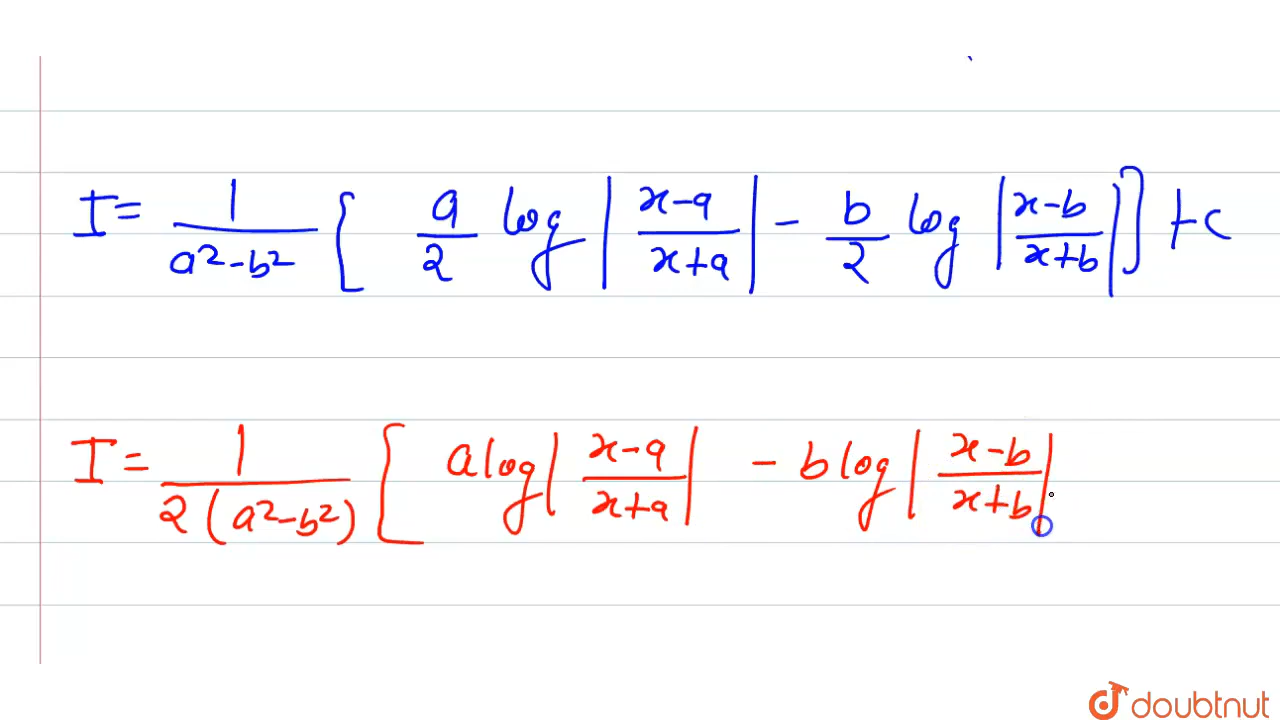 I = 1/(a²-b²) [ a/2 log |(x-a)/(x+a)| - b/2 log |(x-b)/(x+b)| ] + c
I = 1/(2(a²-b²)) [ a log |(x-a)/(x+a)| - b log |(x-b)/(x+b)|
doubtnut